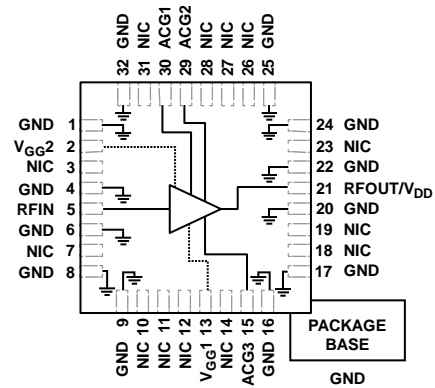 32 GND
31 NIC
30 ACG1
29 ACG2
28 NIC
27 NIC
26 NIC
25 GND
GND 1
VGG2 2
NIC 3
GND 4
RFIN 5
GND 6
NIC 7
GND 8
24 GND
23 NIC
22 GND
21 RFOUT/VDD
20 GND
19 NIC
18 NIC
17 GND
GND 9
NIC 10
NIC 11
NIC 12
VGG1 13
NIC 14
ACG3 15
GND 16
PACKAGE
BASE
GND